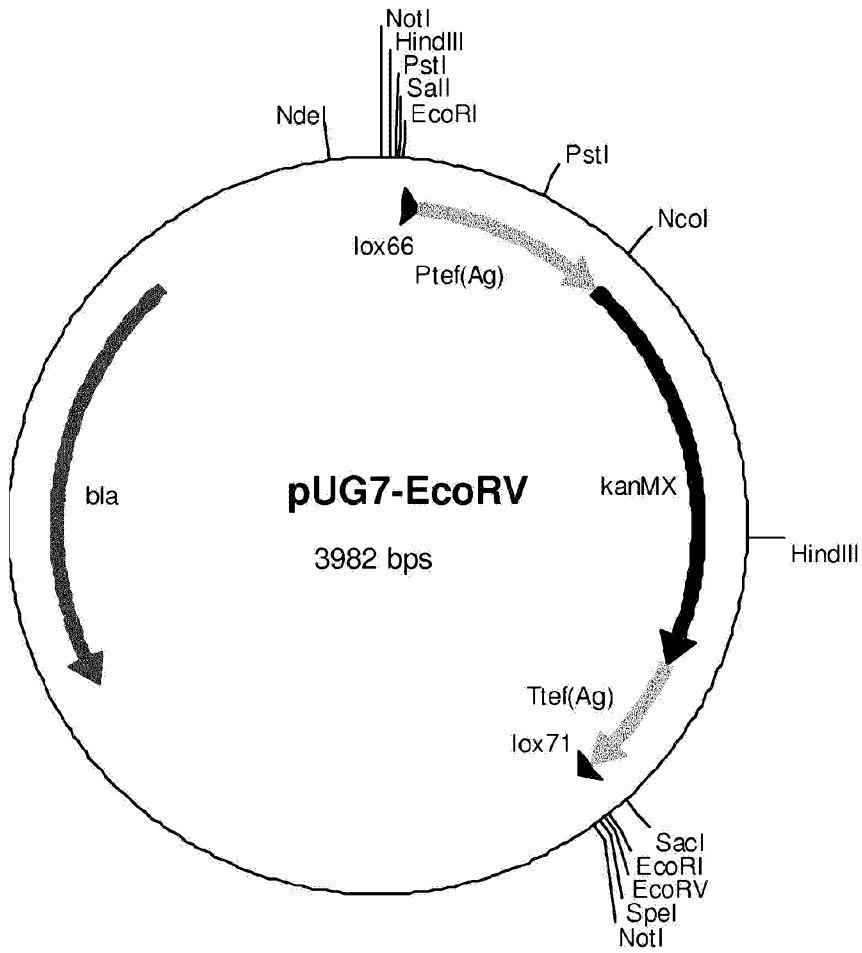 NotI
HindIII
PstI
SalI
EcoRI
NdeI
PstI
NcoI
lox66
Ptef(Ag)
bla
pUG7-EcoRV
kanMX
3982 bps
HindIII
Ttef(Ag)
lox71
SacI
EcoRI
EcoRV
SpeI
NotI